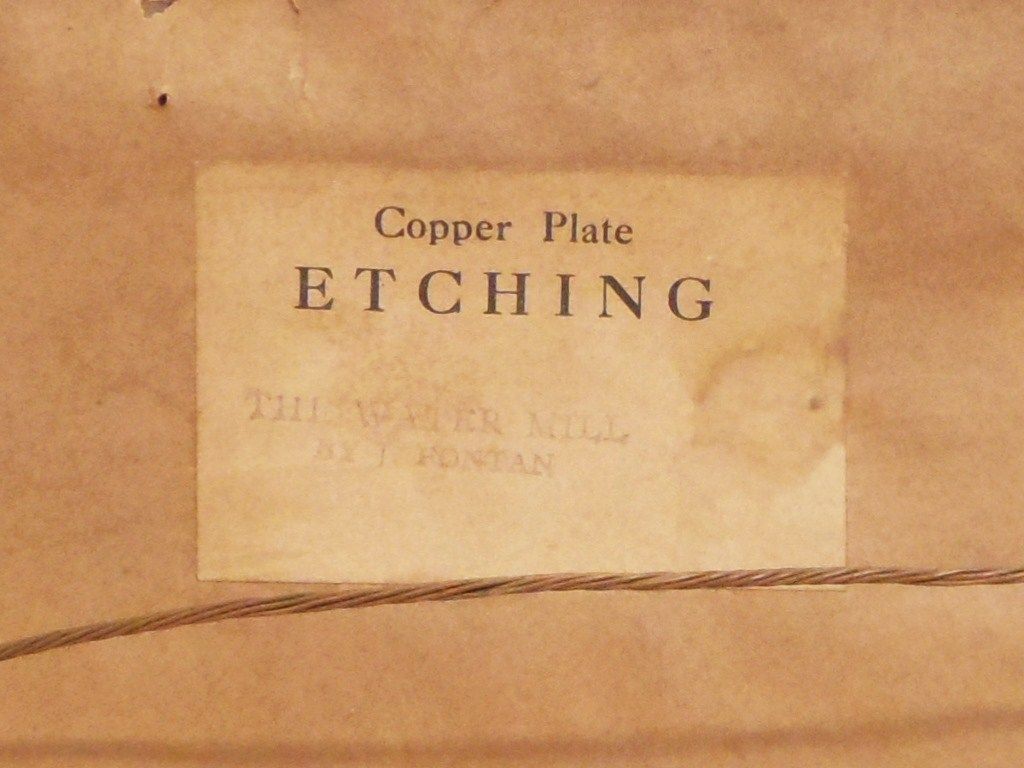 Copper Plate
ETCHING
THE WATER MILL
BY J FONTAN